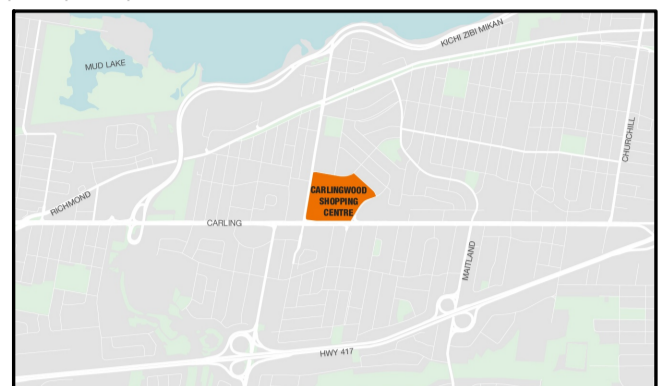 KICHI ZIBI MIKAN
MUD LAKE
CHURCHILL
CARLINGWOOD
SHOPPING
CENTRE
RICHMOND
CARLING
MAITLAND
HWY 417